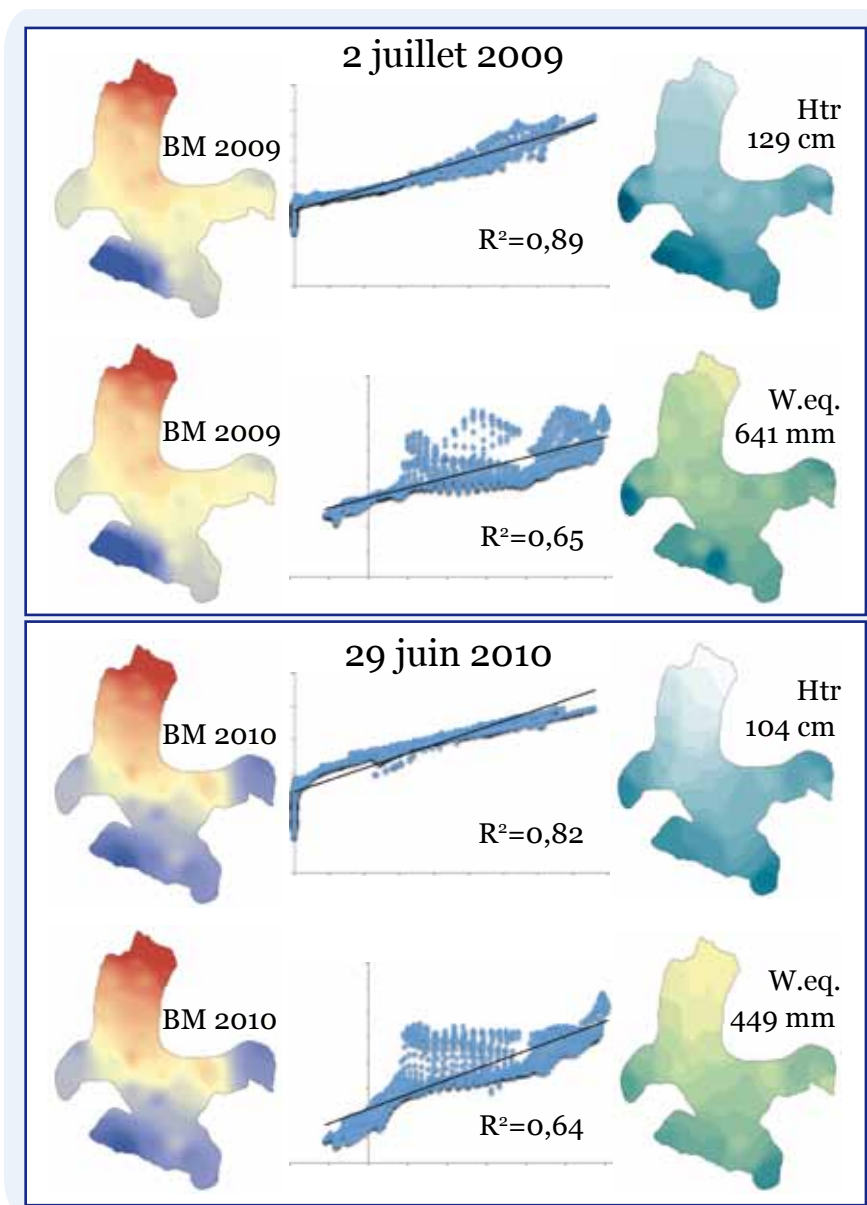 2 juillet 2009
BM 2009
R²=0,89
Htr
129 cm
BM 2009
R²=0,65
W.eq.
641 mm
29 juin 2010
BM 2010
R²=0,82
Htr
104 cm
BM 2010
R²=0,64
W.eq.
449 mm